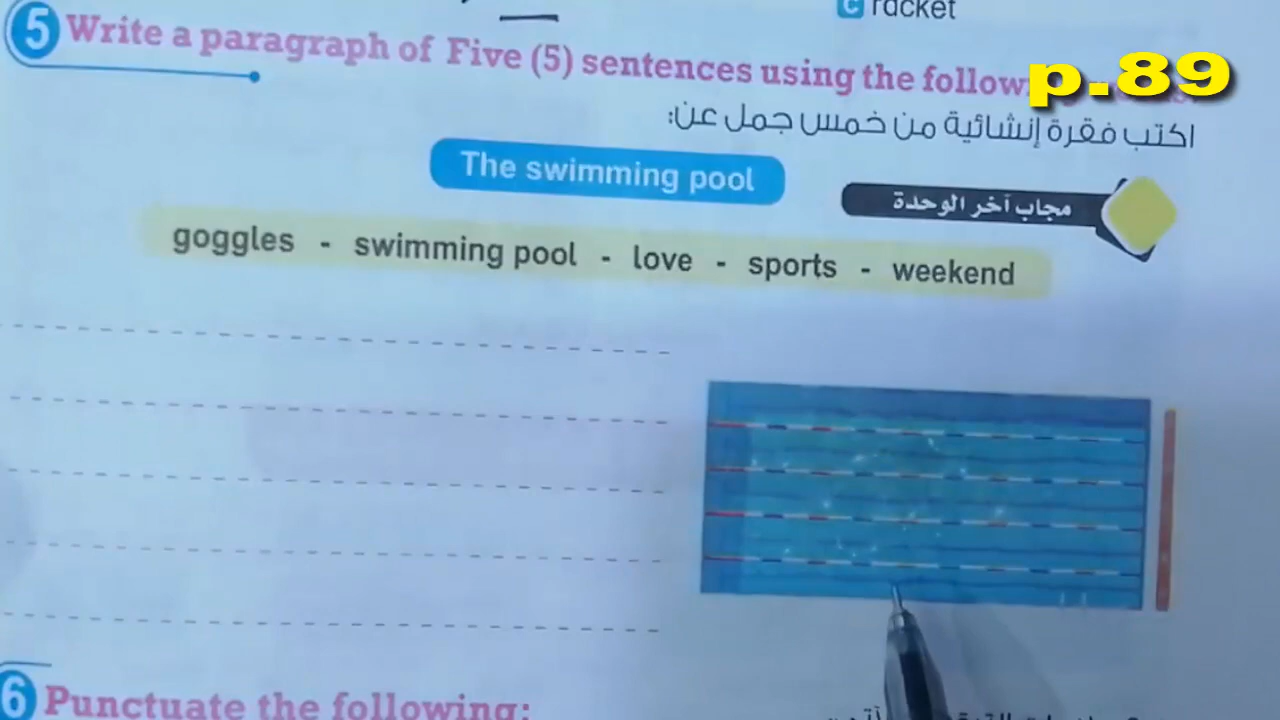 C racket
5 Write a paragraph of Five (5) sentences using the follow
p.89
اكتب فقرة إنشائية من خمس جمل عن:
The swimming pool
مجاب آخر الوحدة
goggles - swimming pool - love - sports - weekend
6 Punctuate the following: